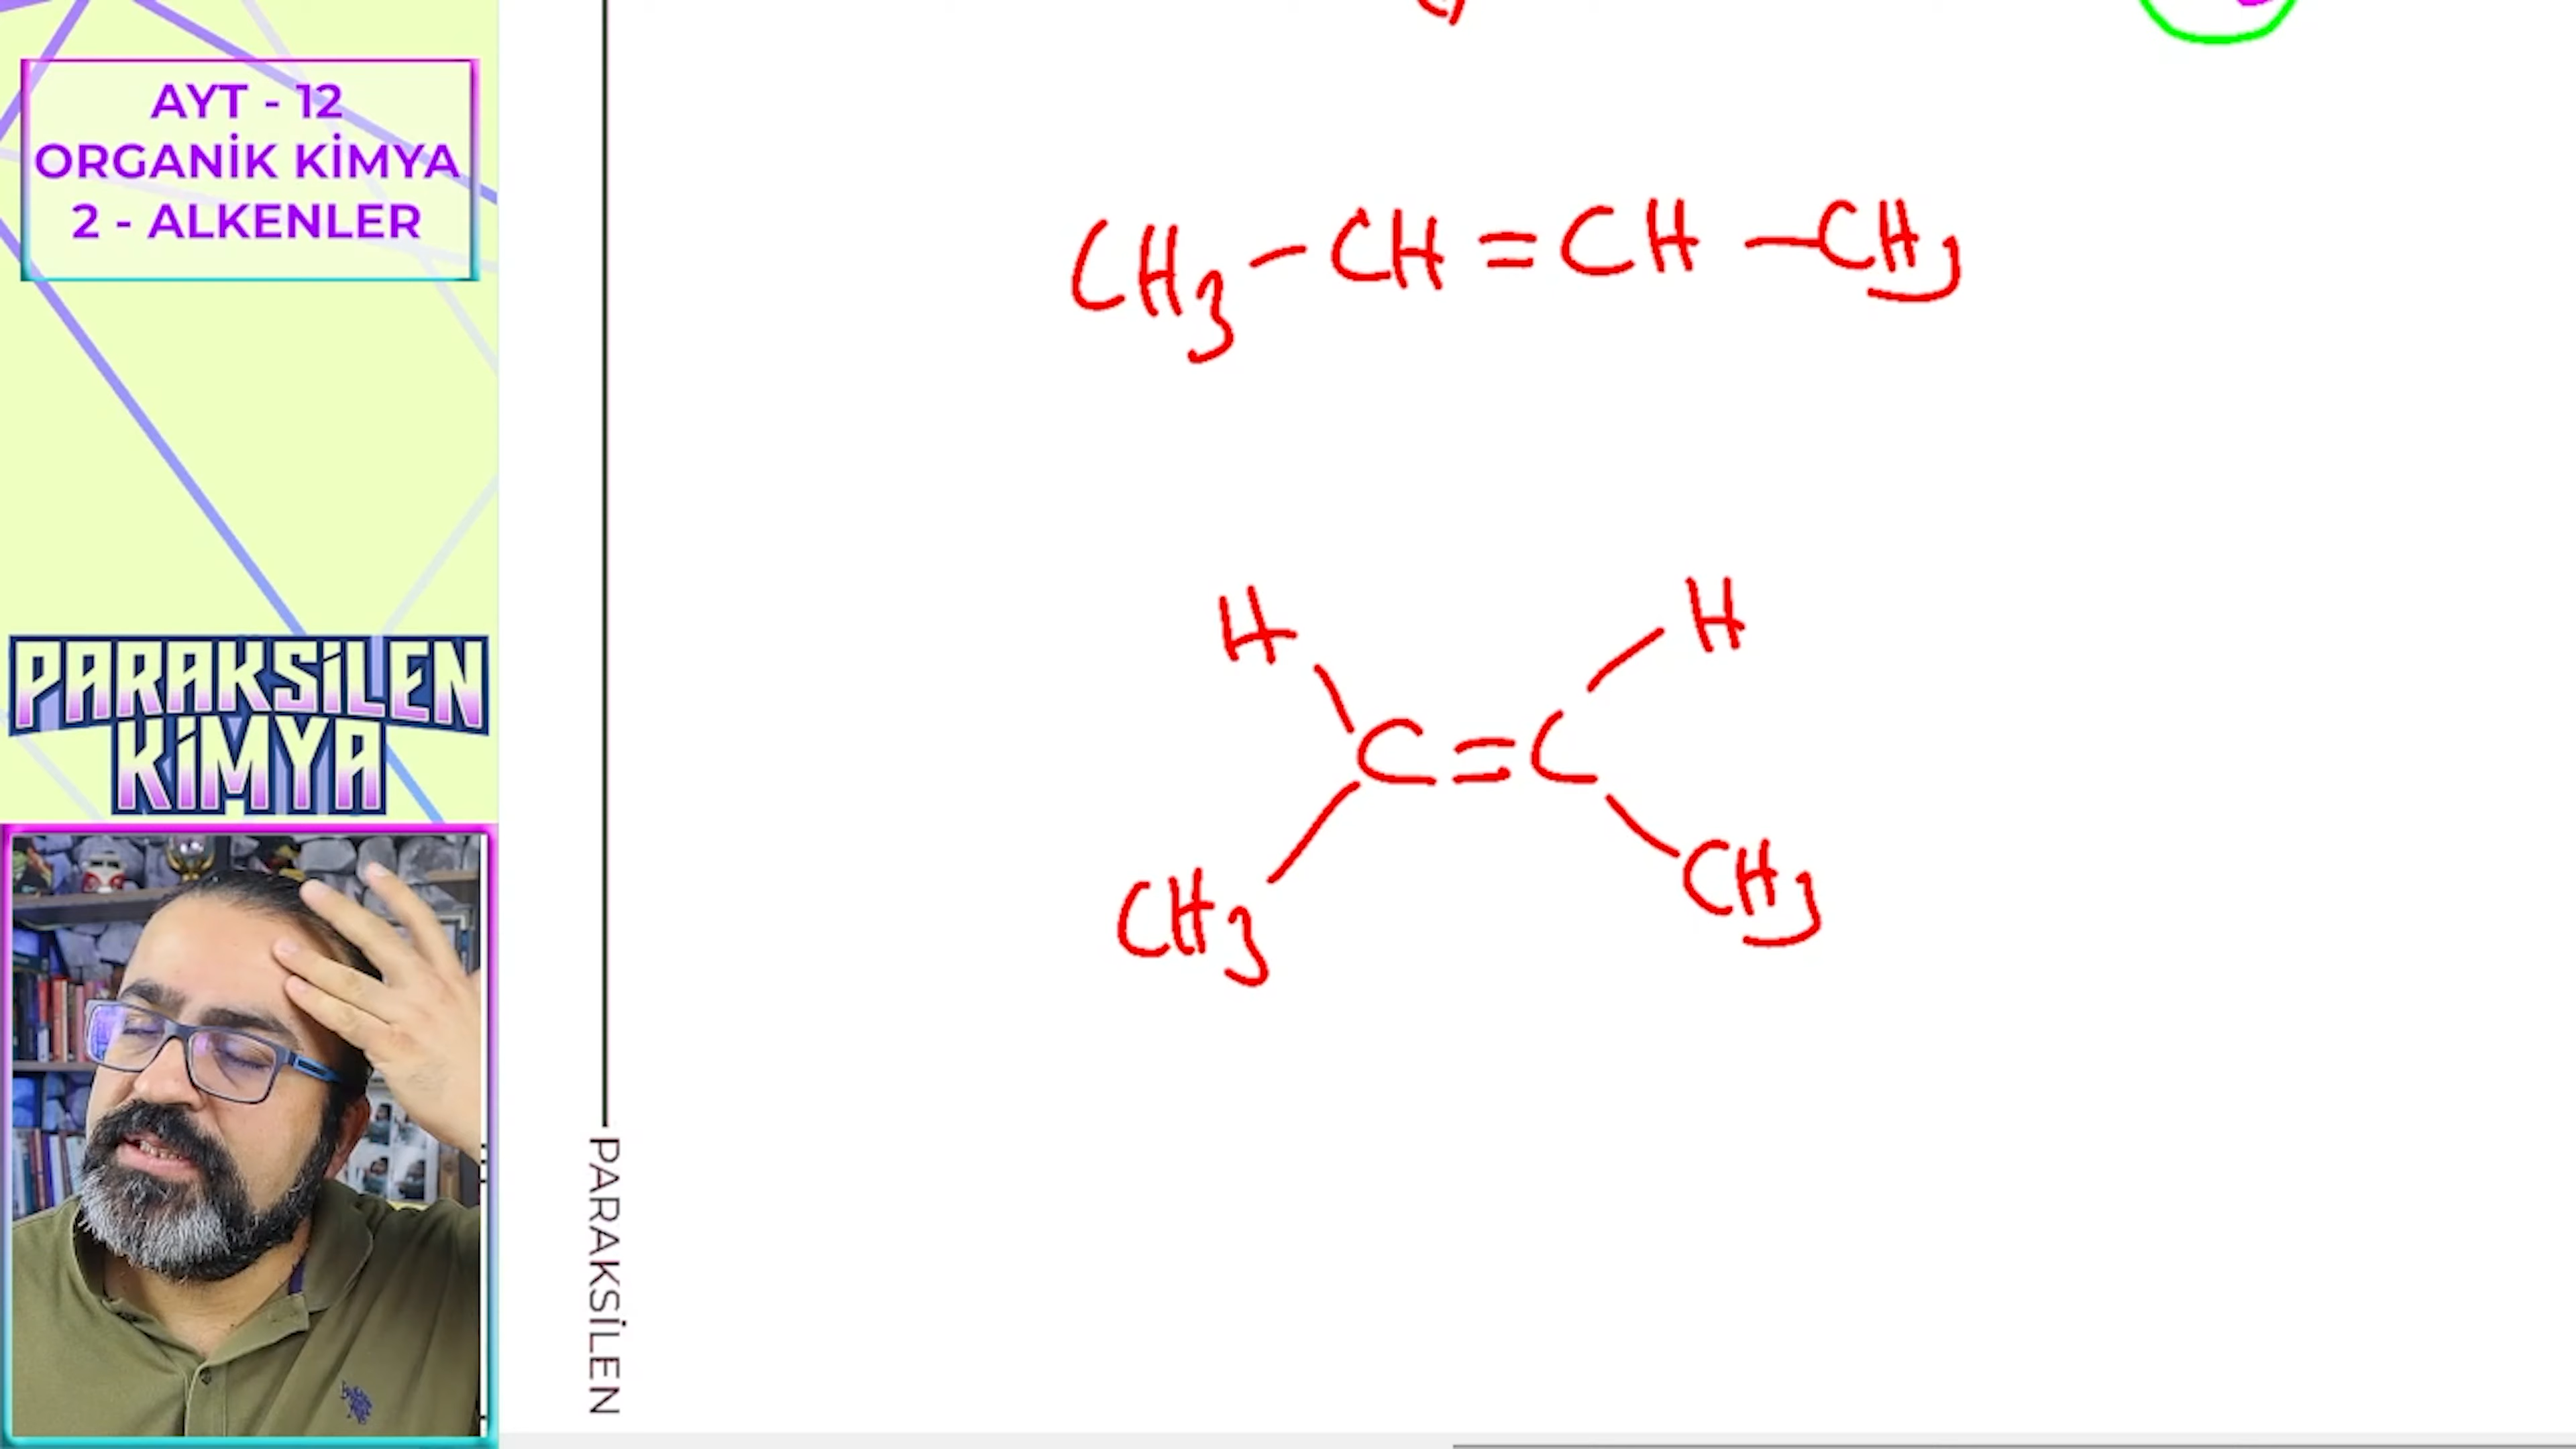 AYT - 12
ORGANİK KİMYA
2 - ALKENLER
PARAKSİLEN
KİMYA
CH3 - CH = CH - CH3
H H
C = C
CH3 CH3
PARAKSİLEN